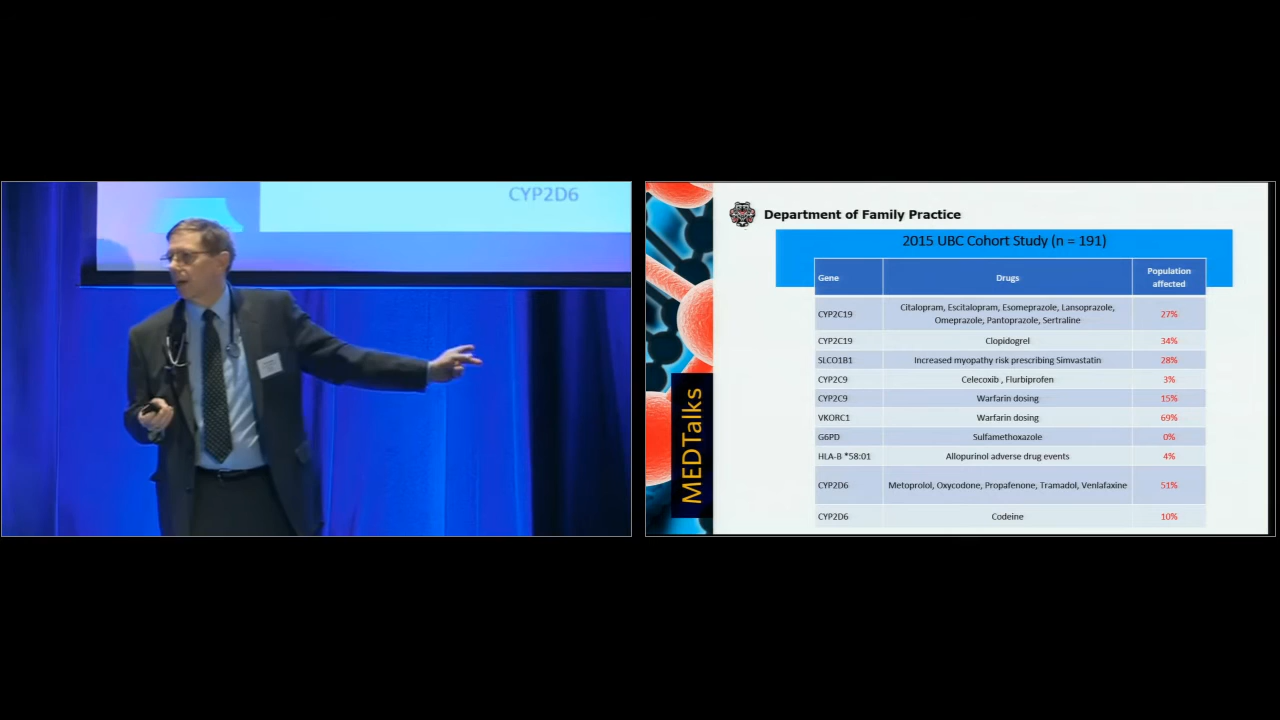 CYP2D6
Department of Family Practice
2015 UBC Cohort Study (n = 191)
Gene Drugs Population affected
CYP2C19 Citalopram, Escitalopram, Esomeprazole, Lansoprazole,
Omeprazole, Pantoprazole, Sertraline 27%
CYP2C19 Clopidogrel 34%
SLCO1B1 Increased myopathy risk prescribing Simvastatin 28%
CYP2C9 Celecoxib , Flurbiprofen 3%
CYP2C9 Warfarin dosing 15%
VKORC1 Warfarin dosing 69%
G6PD Sulfamethoxazole 0%
HLA-B *58:01 Allopurinol adverse drug events 4%
CYP2D6 Metoprolol, Oxycodone, Propafenone, Tramadol, Venlafaxine 51%
CYP2D6 Codeine 10%
MEDTalks